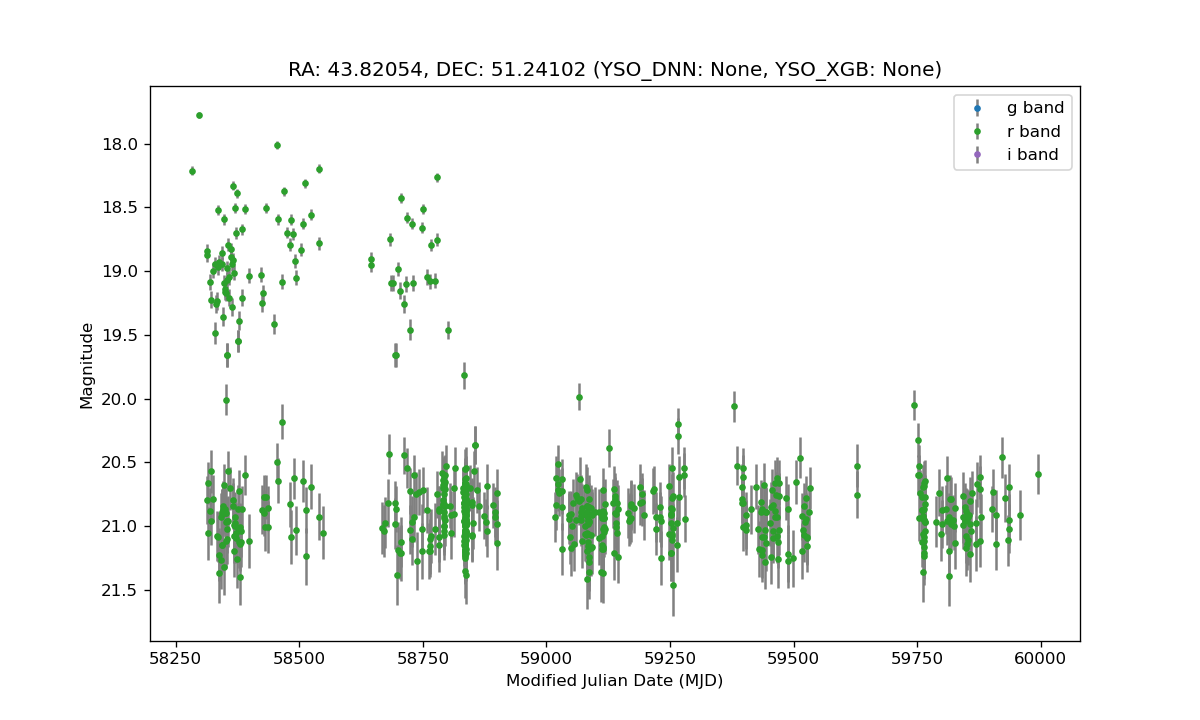 RA: 43.82054, DEC: 51.24102 (YSO_DNN: None, YSO_XGB: None)
g band
r band
i band
18.0
18.5
19.0
19.5
20.0
20.5
21.0
21.5
Magnitude
58250 58500 58750 59000 59250 59500 59750 60000
Modified Julian Date (MJD)